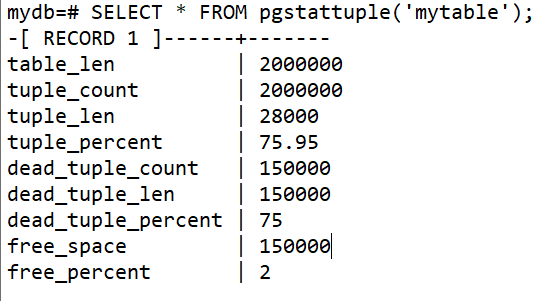 mydb=# SELECT * FROM pgstattuple('mytable');
-[ RECORD 1 ]------+-------
table_len          | 2000000
tuple_count        | 2000000
tuple_len          | 28000
tuple_percent      | 75.95
dead_tuple_count   | 150000
dead_tuple_len     | 150000
dead_tuple_percent | 75
free_space         | 150000
free_percent       | 2